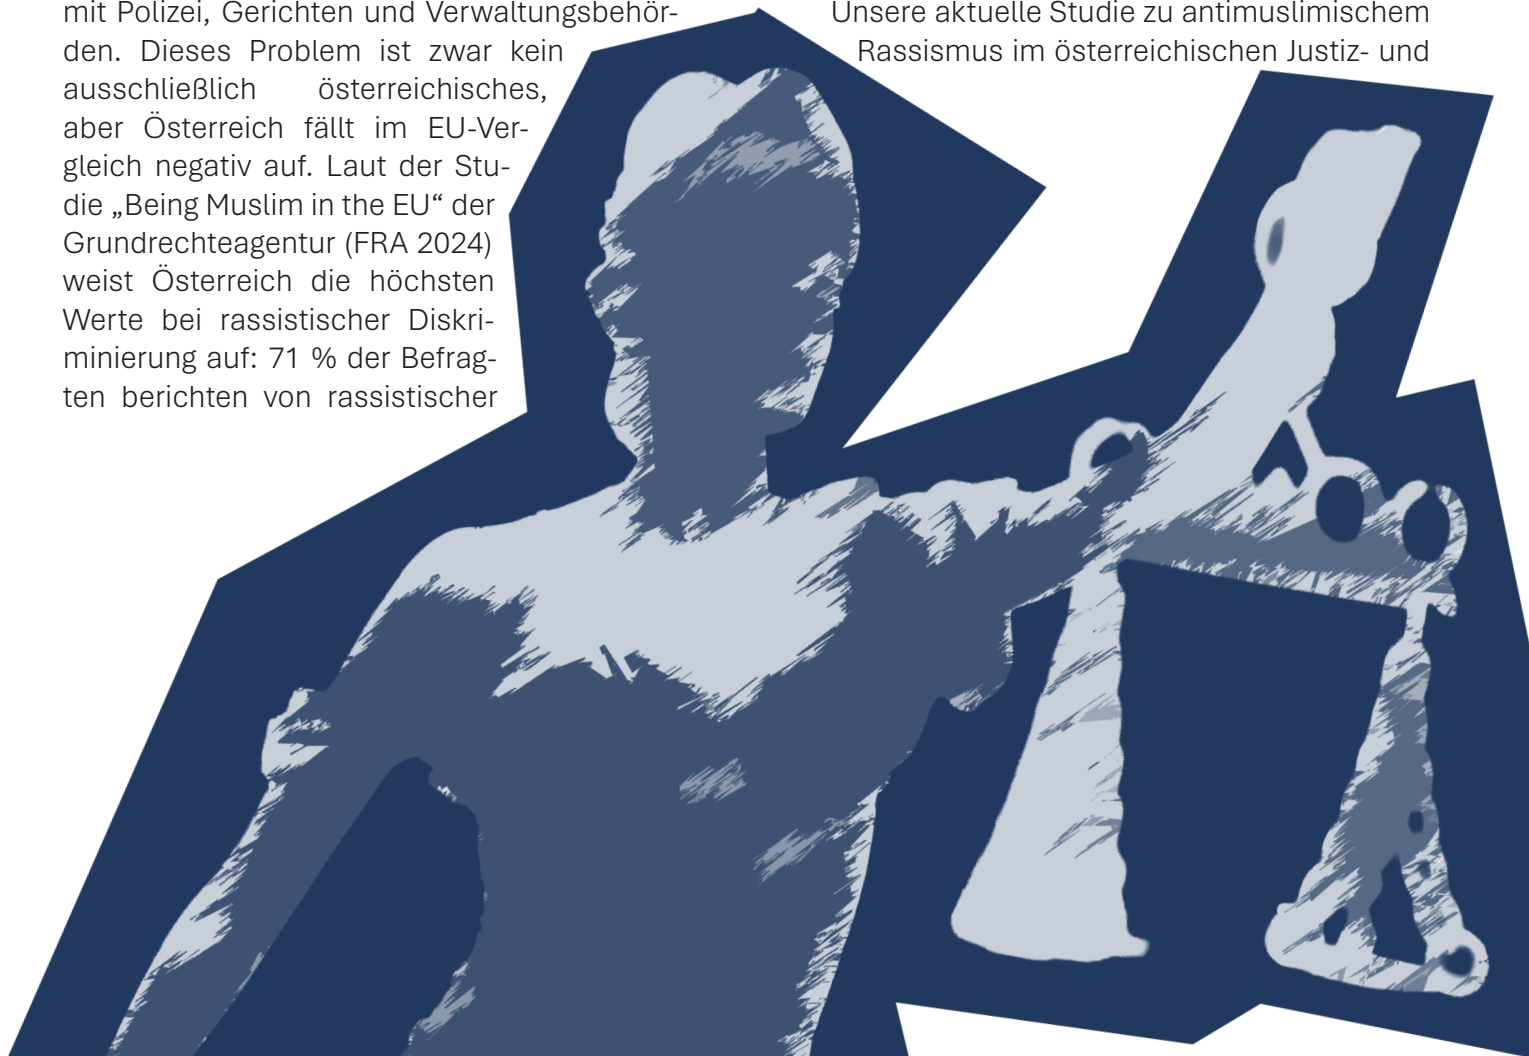 mit Polizei, Gerichten und Verwaltungsbehör-
den. Dieses Problem ist zwar kein
ausschließlich österreichisches,
aber Österreich fällt im EU-Ver-
gleich negativ auf. Laut der Stu-
die „Being Muslim in the EU“ der
Grundrechteagentur (FRA 2024)
weist Österreich die höchsten
Werte bei rassistischer Diskri-
minierung auf: 71 % der Befrag-
ten berichten von rassistischer
Unsere aktuelle Studie zu antimuslimischem
Rassismus im österreichischen Justiz- und